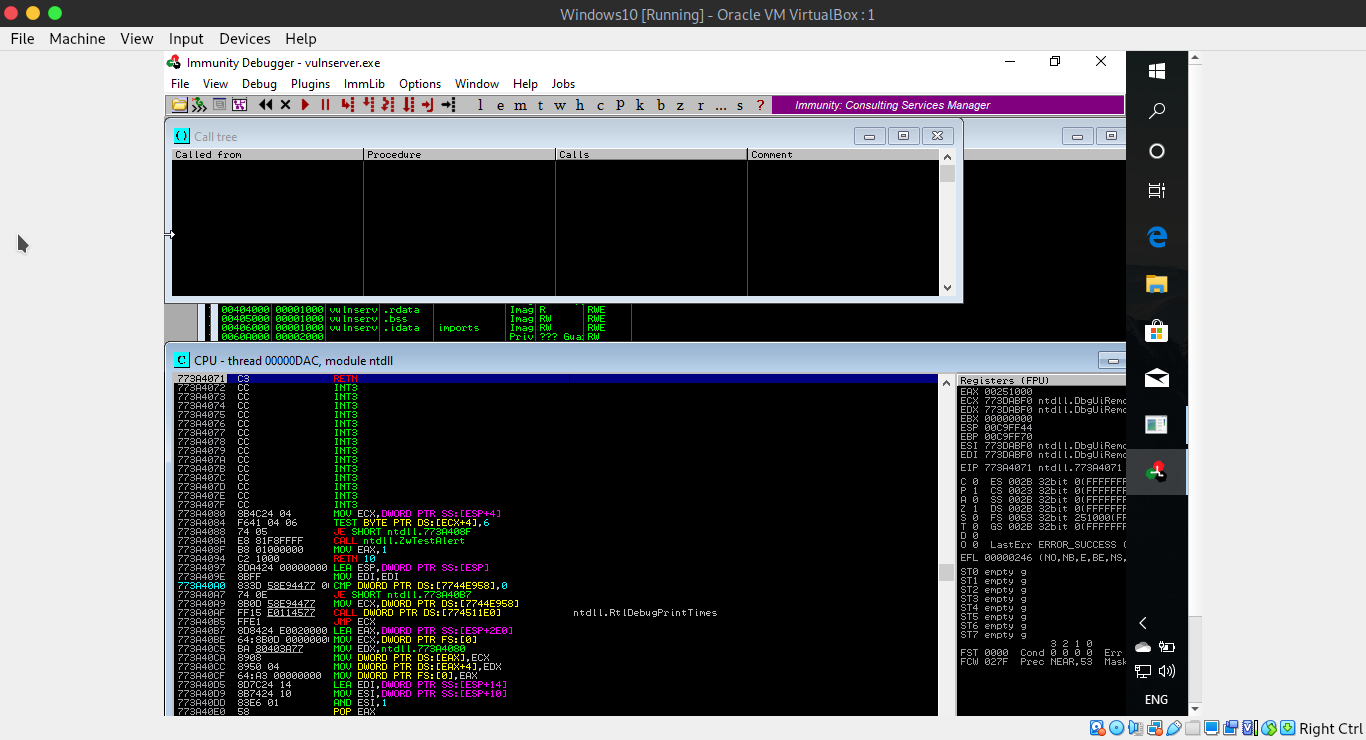 Windows10 [Running] - Oracle VM VirtualBox : 1
File Machine View Input Devices Help
Immunity Debugger - vulnserver.exe
File View Debug Plugins ImmLib Options Window Help Jobs
l e m t w h c P k b z r ... s ?
Immunity: Consulting Services Manager
Call tree
Called from Procedure Calls Comment
00404000 00001000 vulnserv .rdata Imag R RWE
00405000 00001000 vulnserv .bss Imag RW RWE
00406000 00001000 vulnserv .idata imports Imag RW RWE
0060A000 00002000 Priv ??? Gua: RW
CPU - thread 00000DAC, module ntdll
773A4071 C3 RETN
773A4072 CC INT3
773A4073 CC INT3
773A4074 CC INT3
773A4075 CC INT3
773A4076 CC INT3
773A4077 CC INT3
773A4078 CC INT3
773A4079 CC INT3
773A407A CC INT3
773A407B CC INT3
773A407C CC INT3
773A407D CC INT3
773A407E CC INT3
773A407F CC INT3
773A4080 8B4C24 04 MOV ECX,DWORD PTR SS:[ESP+4]
773A4084 F641 04 06 TEST BYTE PTR DS:[ECX+4],6
773A4088 74 05 JE SHORT ntdll.773A408F
773A408A E8 81F8FFFF CALL ntdll.ZwTestAlert
773A408F B8 01000000 MOV EAX,1
773A4094 C2 1000 RETN 10
773A4097 8DA424 00000000 LEA ESP,DWORD PTR SS:[ESP]
773A409E 8BFF MOV EDI,EDI
773A40A0 833D 58E94477 0 CMP DWORD PTR DS:[7744E958],0
773A40A7 74 0E JE SHORT ntdll.773A40B7
773A40A9 8B0D 58E94477 MOV ECX,DWORD PTR DS:[7744E958]
773A40AF FF15 E0114577 CALL DWORD PTR DS:[774511E0] ntdll.RtlDebugPrintTimes
773A40B5 FFE1 JMP ECX
773A40B7 8D8424 E0020000 LEA EAX,DWORD PTR SS:[ESP+2E0]
773A40BE 64:8B0D 0000000 MOV ECX,DWORD PTR FS:[0]
773A40C5 BA 80403A77 MOV EDX,ntdll.773A4080
773A40CA 8908 MOV DWORD PTR DS:[EAX],ECX
773A40CC 8950 04 MOV DWORD PTR DS:[EAX+4],EDX
773A40CF 64:A3 00000000 MOV DWORD PTR FS:[0],EAX
773A40D5 8D7C24 14 LEA EDI,DWORD PTR SS:[ESP+14]
773A40D9 8B7424 10 MOV ESI,DWORD PTR SS:[ESP+10]
773A40DD 83E6 01 AND ESI,1
773A40E0 58 POP EAX
Registers (FPU)
EAX 00251000
ECX 773DABF0 ntdll.DbgUiRemo
EDX 773DABF0 ntdll.DbgUiRemo
EBX 00000000
ESP 00C9FF44
EBP 00C9FF70
ESI 773DABF0 ntdll.DbgUiRemo
EDI 773DABF0 ntdll.DbgUiRemo
EIP 773A4071 ntdll.773A4071
C 0 ES 002B 32bit 0(FFFFFFF
P 1 CS 0023 32bit 0(FFFFFFF
A 0 SS 002B 32bit 0(FFFFFFF
Z 1 DS 002B 32bit 0(FFFFFFF
S 0 FS 0053 32bit 251000(FF
T 0 GS 002B 32bit 0(FFFFFFF
D 0
O 0 LastErr ERROR_SUCCESS (
EFL 00000246 (NO,NB,E,BE,NS,
ST0 empty g
ST1 empty g
ST2 empty g
ST3 empty g
ST4 empty g
ST5 empty g
ST6 empty g
ST7 empty g
3 2 1 0
FST 0000 Cond 0 0 0 0 Err
FCW 027F Prec NEAR,53 Mask
ENG
Right Ctrl